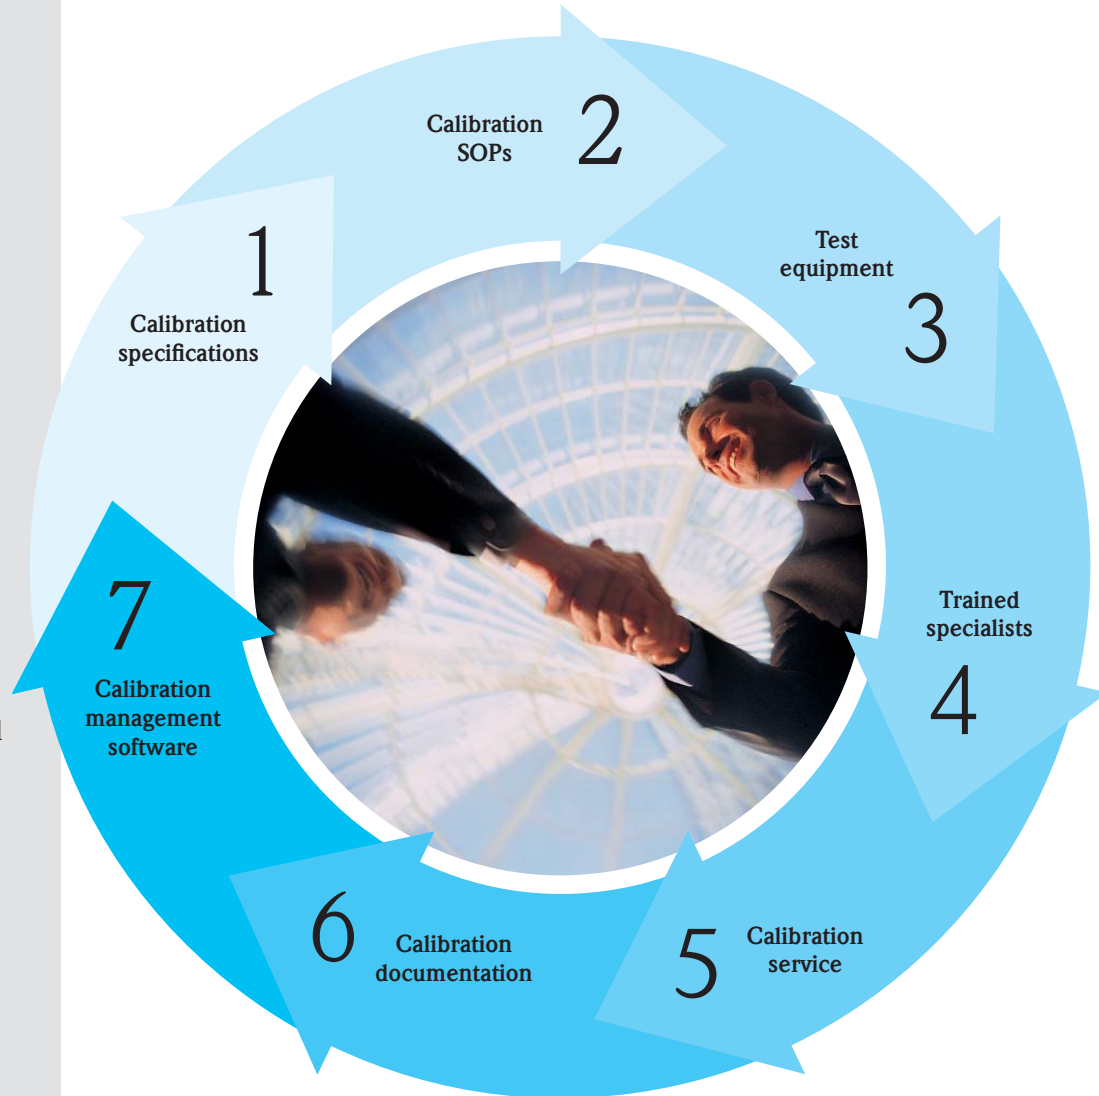 1
Calibration
specifications
Calibration
SOPs
2
Test
equipment
3
Trained
specialists
4
5
Calibration
service
6
Calibration
documentation
7
Calibration
management
software